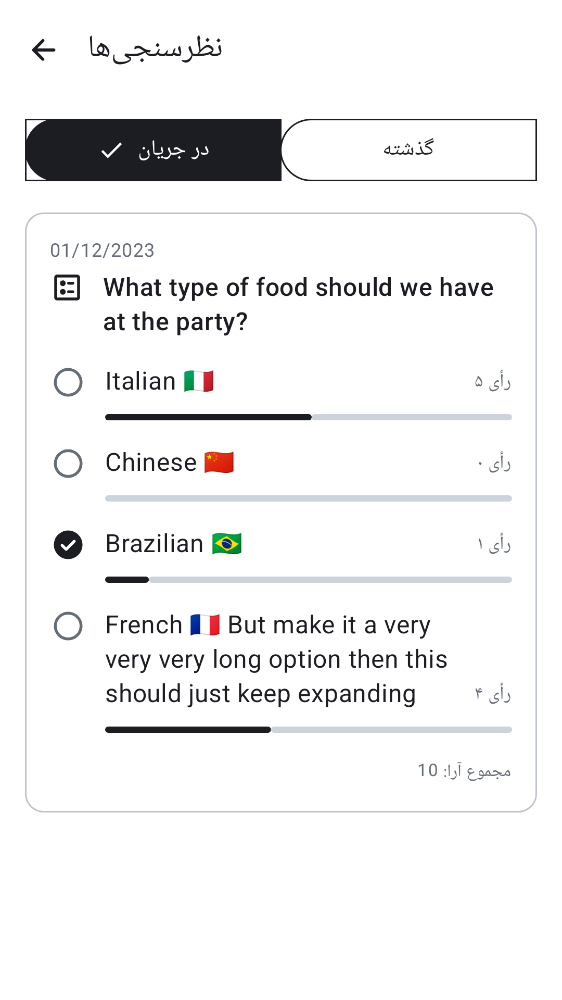 نظرسنجی‌ها
در جریان
گذشته
01/12/2023
What type of food should we have
at the party?
Italian 🇮🇹
۵ رأی
Chinese 🇨🇳
۰ رأی
Brazilian 🇧🇷
۱ رأی
French 🇫🇷 But make it a very
very very long option then this
should just keep expanding
۴ رأی
مجموع آرا: 10